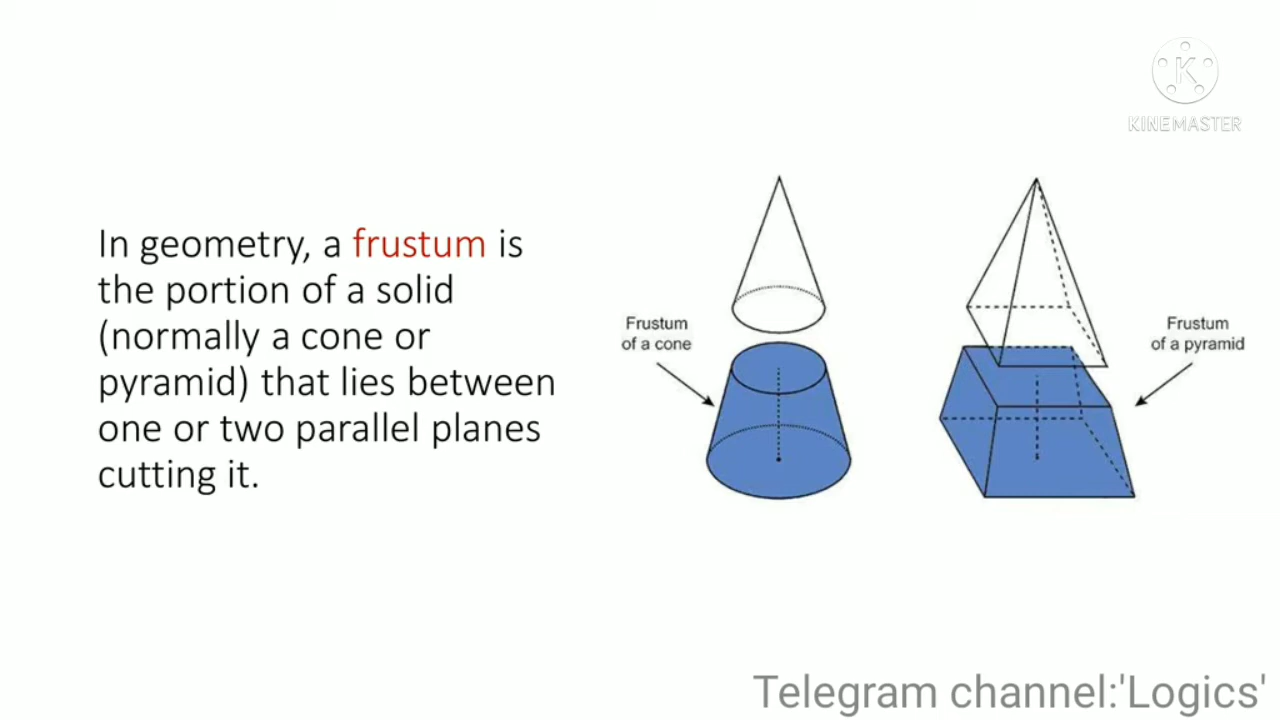 KINEMASTER
In geometry, a frustum is
the portion of a solid
(normally a cone or
pyramid) that lies between
one or two parallel planes
cutting it.
Frustum
of a cone
Frustum
of a pyramid
Telegram channel:'Logics'